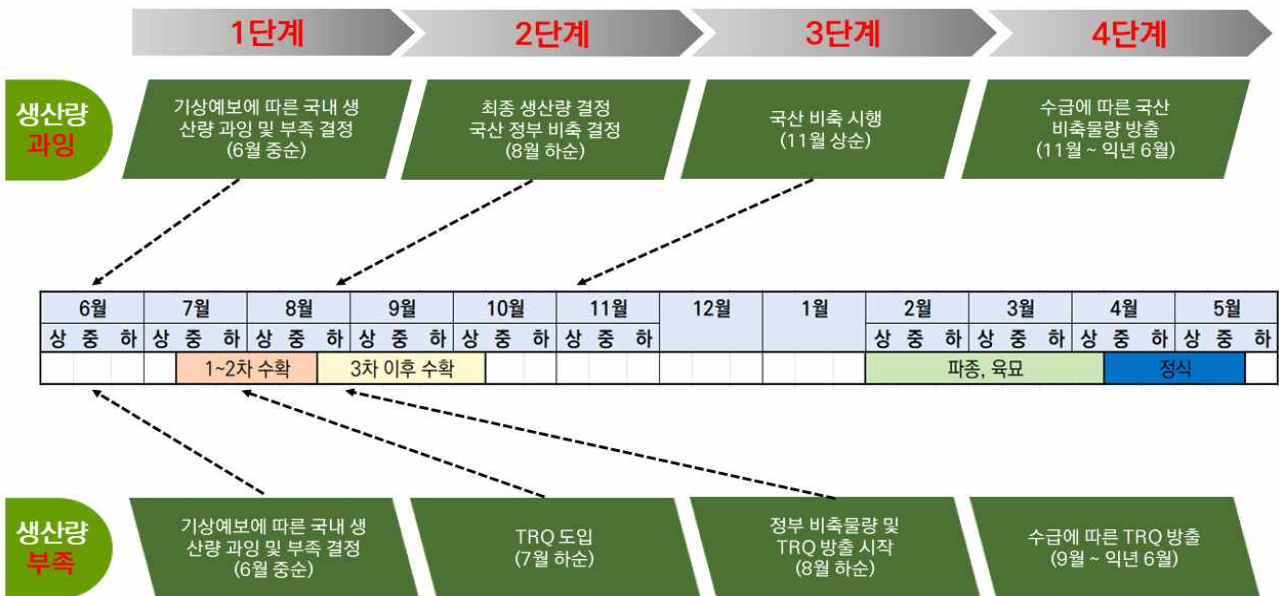 1단계
2단계
3단계
4단계
생산량
과잉
기상예보에 따른 국내 생
산량 과잉 및 부족 결정
(6월 중순)
최종 생산량 결정
국산 정부 비축 결정
(8월 하순)
국산 비축 시행
(11월 상순)
수급에 따른 국산
비축물량 방출
(11월 ~ 익년 6월)
6월 7월 8월 9월 10월 11월 12월 1월 2월 3월 4월 5월
상 중 하 상 중 하 상 중 하 상 중 하 상 중 하 상 중 하 상 중 하 상 중 하 상 중 하 상 중 하
1~2차 수확 3차 이후 수확 파종, 육묘 정식
생산량
부족
기상예보에 따른 국내 생
산량 과잉 및 부족 결정
(6월 중순)
TRQ 도입
(7월 하순)
정부 비축물량 및
TRQ 방출 시작
(8월 하순)
수급에 따른 TRQ 방출
(9월 ~ 익년 6월)